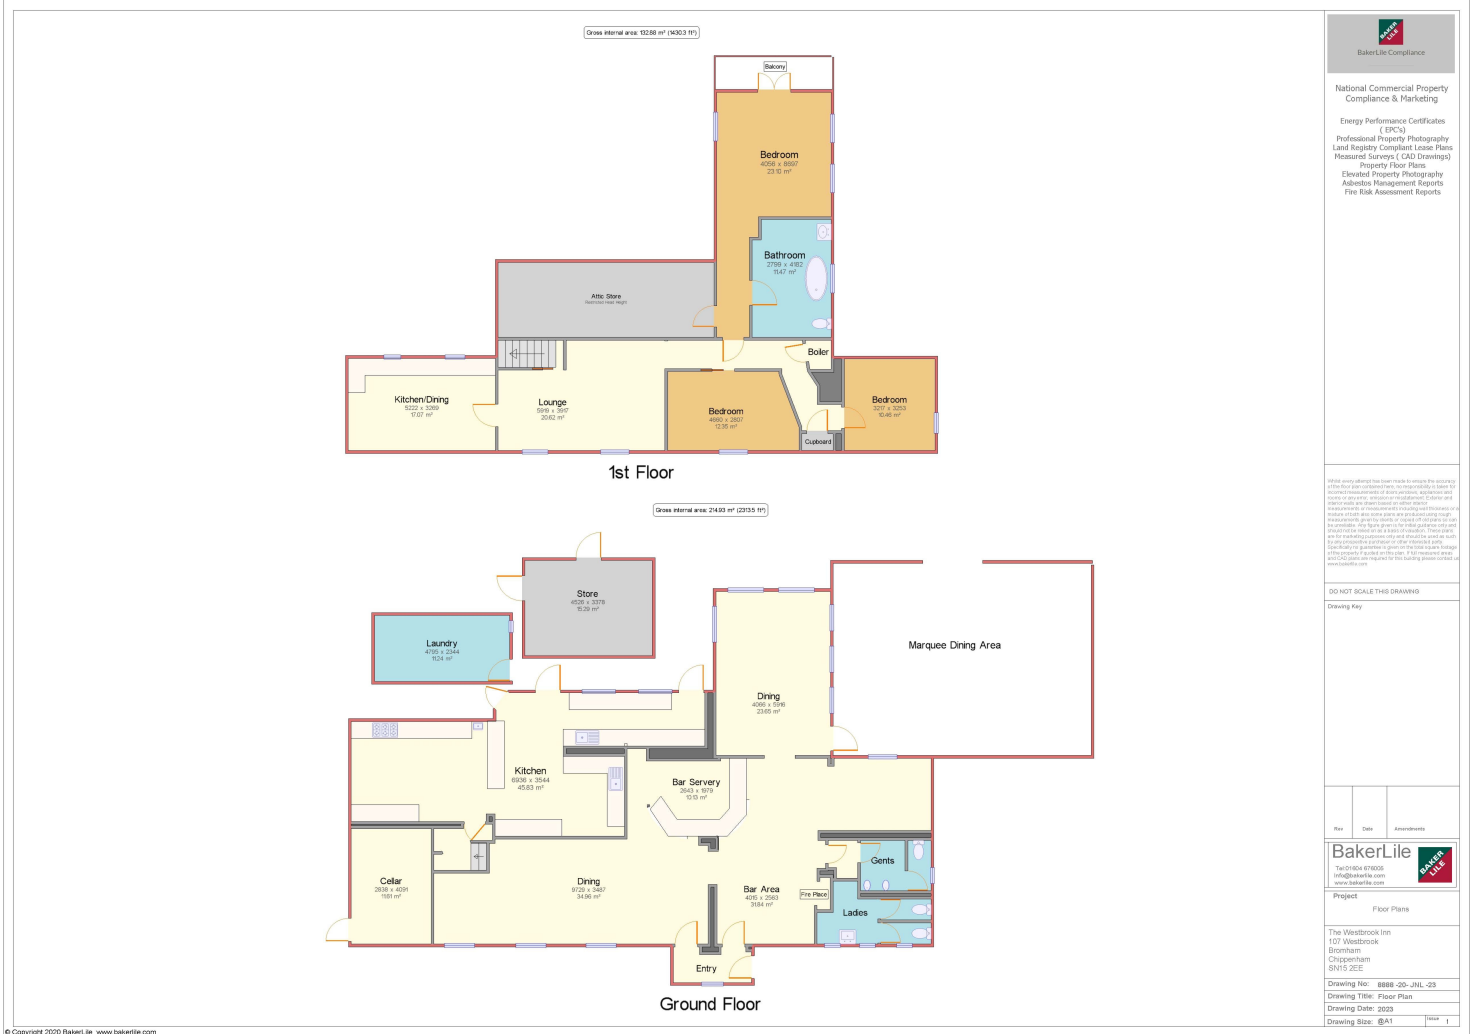 Gross internal area: 132.88 m² (1430.3 ft²)
Balcony
Bedroom
4056 x 8697
23.10 m²
Bathroom
2799 x 4182
11.47 m²
Attic Store
Restricted Head Height
Boiler
Kitchen/Dining
5222 x 3269
17.07 m²
Lounge
5919 x 3917
20.62 m²
Bedroom
4660 x 2807
12.35 m²
Bedroom
3217 x 3253
10.46 m²
Cupboard
1st Floor
Gross internal area: 214.93 m² (2313.5 ft²)
Store
4526 x 3378
15.29 m²
Laundry
4795 x 2344
11.24 m²
Marquee Dining Area
Dining
4066 x 5916
23.65 m²
Kitchen
6936 x 3544
45.83 m²
Bar Servery
2643 x 1979
10.13 m²
Cellar
2838 x 4091
11.61 m²
Dining
9729 x 3487
34.96 m²
Bar Area
4015 x 2563
31.84 m²
Fire Place
Gents
Ladies
Entry
Ground Floor
© Copyright 2020 BakerLile www.bakerlile.com
BAKER
LILE
BakerLile Compliance
National Commercial Property
Compliance & Marketing
Energy Performance Certificates
( EPC's)
Professional Property Photography
Land Registry Compliant Lease Plans
Measured Surveys ( CAD Drawings)
Property Floor Plans
Elevated Property Photography
Asbestos Management Reports
Fire Risk Assessment Reports
DO NOT SCALE THIS DRAWING
Drawing Key
Rev Date Amendments
BakerLile
Tel:01604 676005
Info@bakerlile.com
www.bakerlile.com
BAKER
LILE
Project
Floor Plans
The Westbrook Inn
107 Westbrook
Bromham
Chippenham
SN15 2EE
Drawing No: 8888 -20- JNL -23
Drawing Title: Floor Plan
Drawing Date: 2023
Drawing Size: @A1 Issue 1